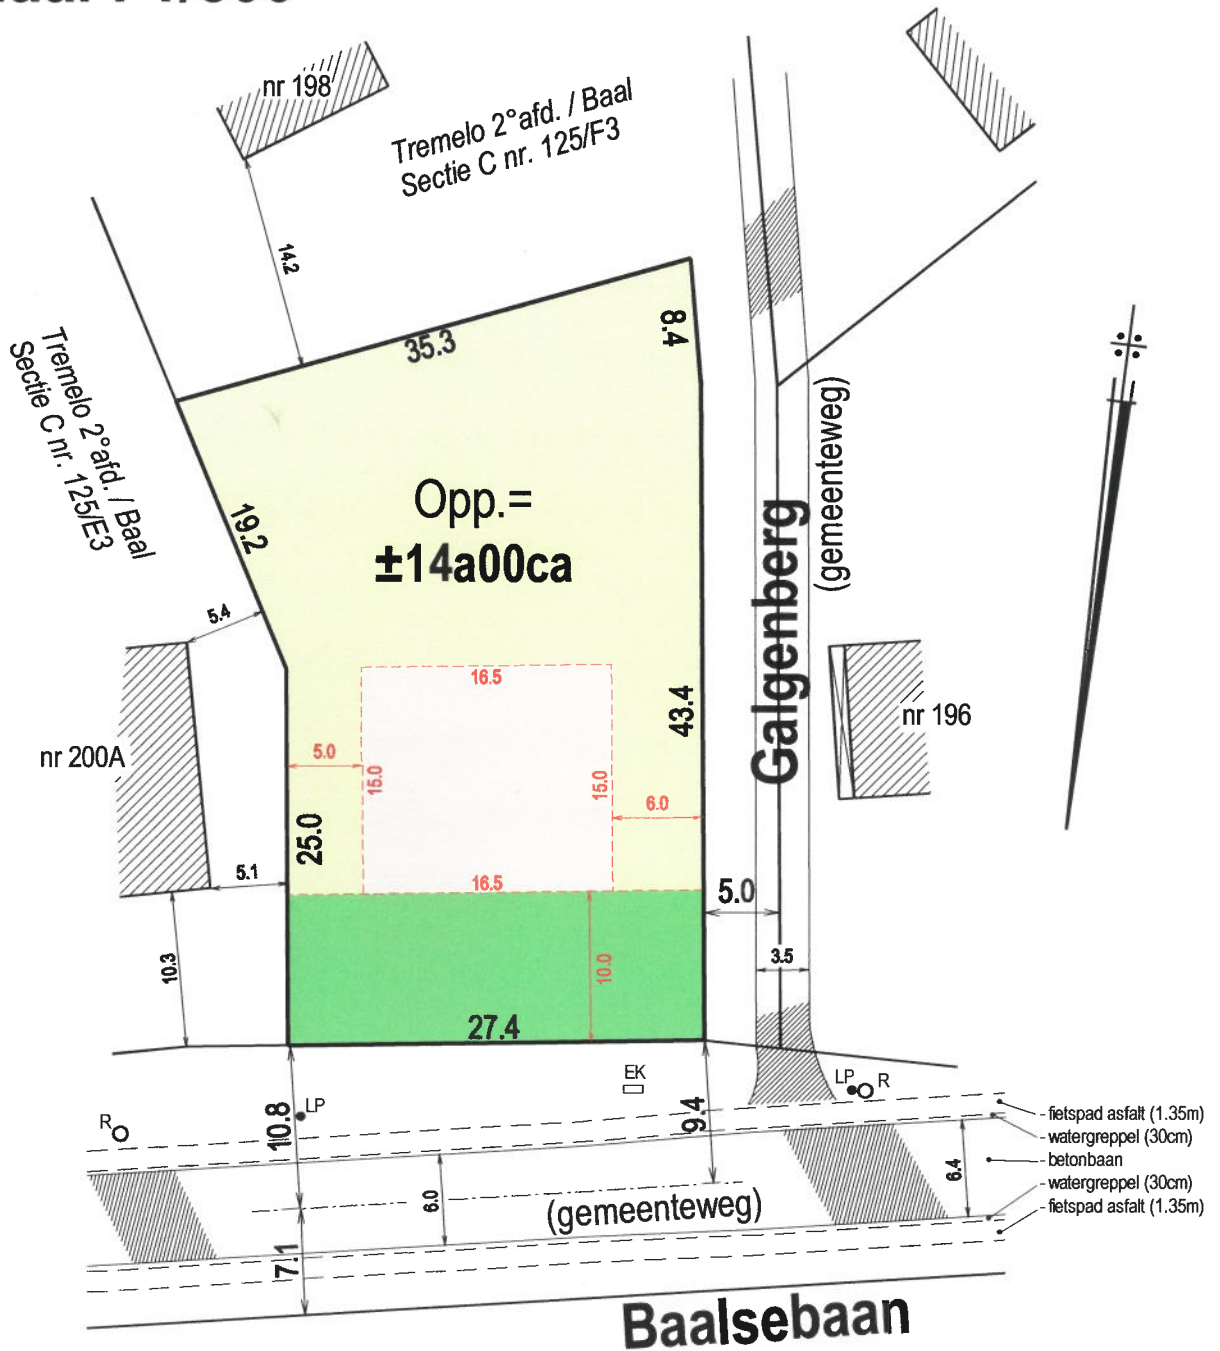 1/500
nr 198
Tremelo 2°afd. / Baal
Sectie C nr. 125/F3
14.2
35.3
8.4
Tremelo 2°afd. / Baal
Sectie C nr. 125/E3
19.2
Opp.=
±14a00ca
Galgenberg
(gemeenteweg)
5.4
16.5
43.4
nr 196
nr 200A
5.0
15.0
15.0
6.0
25.0
5.1
16.5
5.0
10.3
10.0
3.5
27.4
EK
LP
R
R
LP
10.8
9.4
fietspad asfalt (1.35m)
watergreppel (30cm)
betonbaan
watergreppel (30cm)
fietspad asfalt (1.35m)
6.0
6.4
(gemeenteweg)
7.1
Baalsebaan